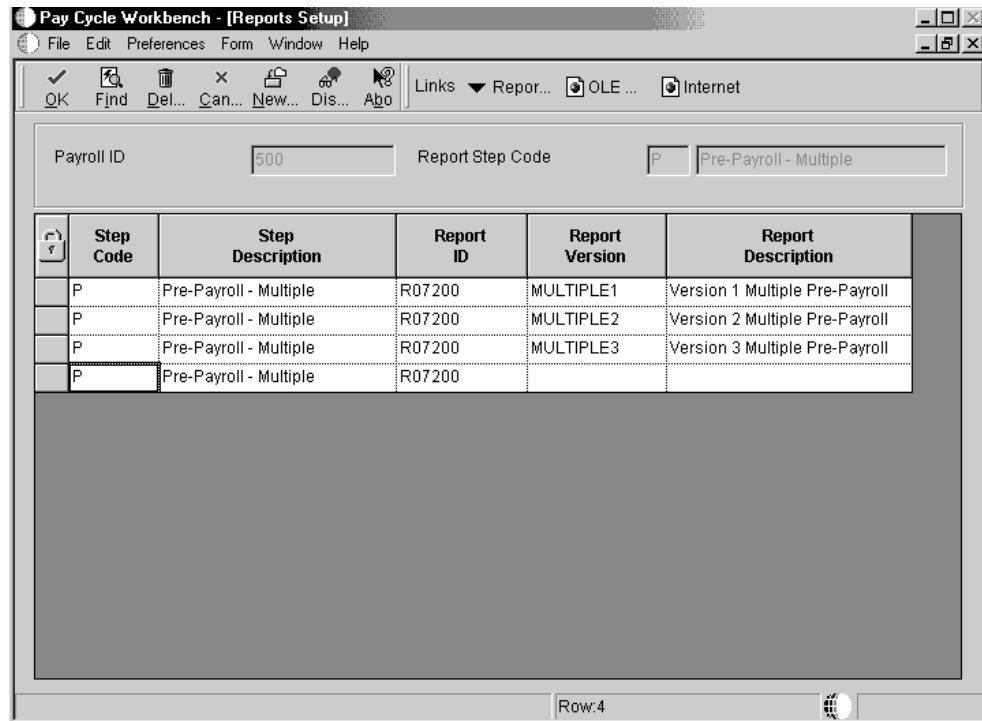 Pay Cycle Workbench - [Reports Setup]
File Edit Preferences Form Window Help
OK Find Del... Can... New... Dis... Abo Links Repor... OLE ... Internet
Payroll ID 500 Report Step Code P Pre-Payroll - Multiple
Step Code Step Description Report ID Report Version Report Description
P Pre-Payroll - Multiple R07200 MULTIPLE1 Version 1 Multiple Pre-Payroll
P Pre-Payroll - Multiple R07200 MULTIPLE2 Version 2 Multiple Pre-Payroll
P Pre-Payroll - Multiple R07200 MULTIPLE3 Version 3 Multiple Pre-Payroll
P Pre-Payroll - Multiple R07200
Row:4